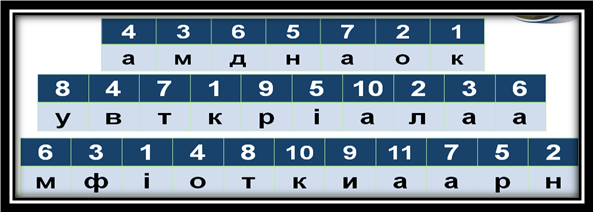 4 3 6 5 7 2 1
а м д н а о к
8 4 7 1 9 5 10 2 3 6
у в т к р і а л а а
6 3 1 4 8 10 9 11 7 5 2
м ф і о т к и а а р н